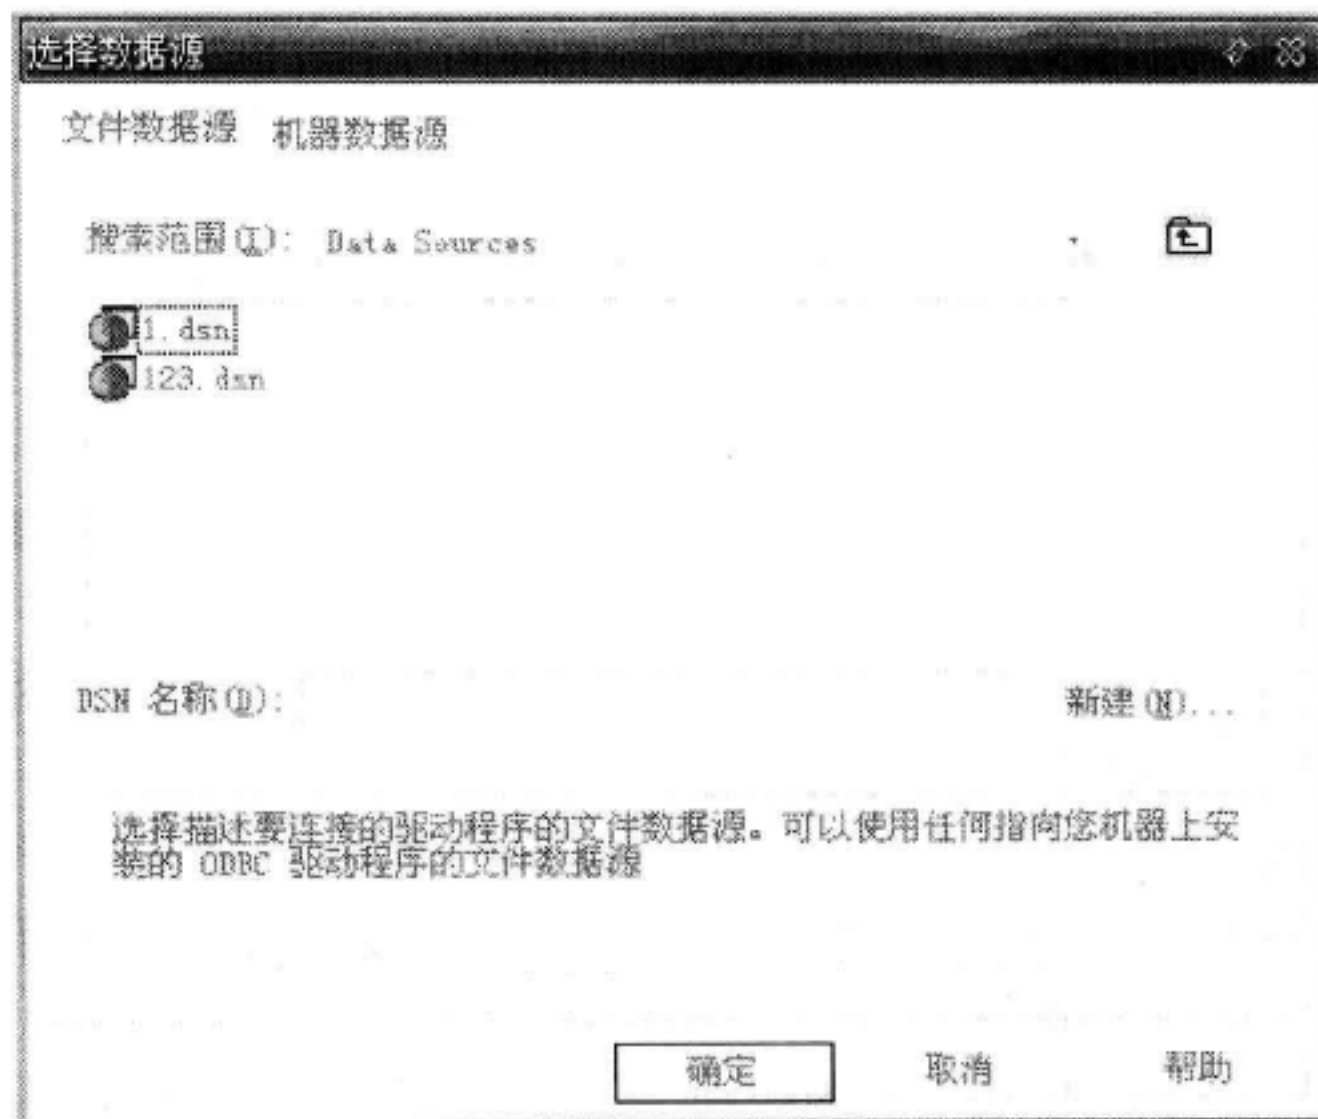 选择数据源
文件数据源 机器数据源
搜索范围(I): Data Sources
1.dsn
123.dsn
DSN 名称(D):
新建(N)...
选择描述要连接的驱动程序的文件数据源。可以使用任何指向您机器上安
装的 ODBC 驱动程序的文件数据源
确定 取消 帮助